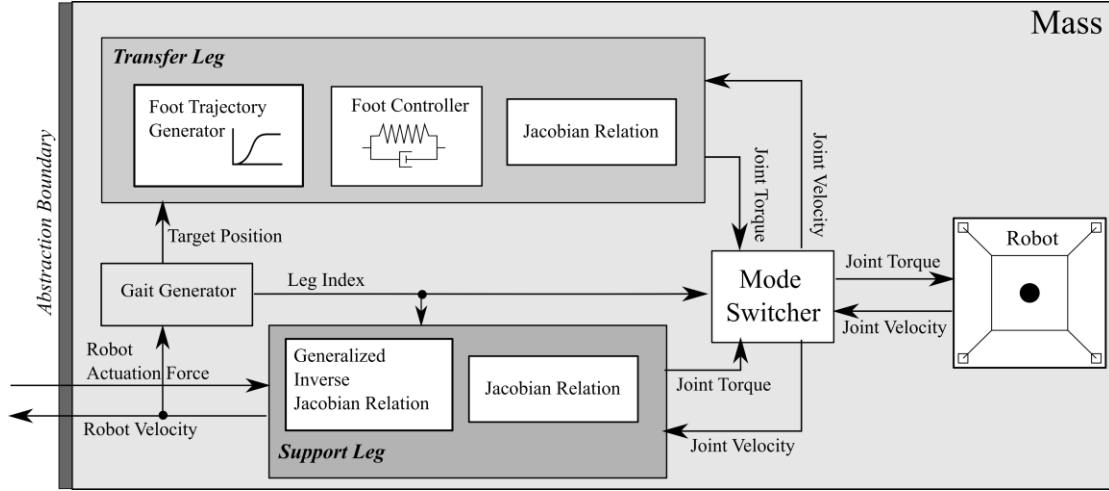 Mass
Abstraction Boundary
Transfer Leg
Foot Trajectory
Generator
Foot Controller
Jacobian Relation
Joint Torque
Joint Velocity
Target Position
Gait Generator
Leg Index
Mode
Switcher
Joint Torque
Joint Velocity
Robot
Robot
Actuation Force
Robot Velocity
Generalized
Inverse
Jacobian Relation
Jacobian Relation
Support Leg
Joint Torque
Joint Velocity